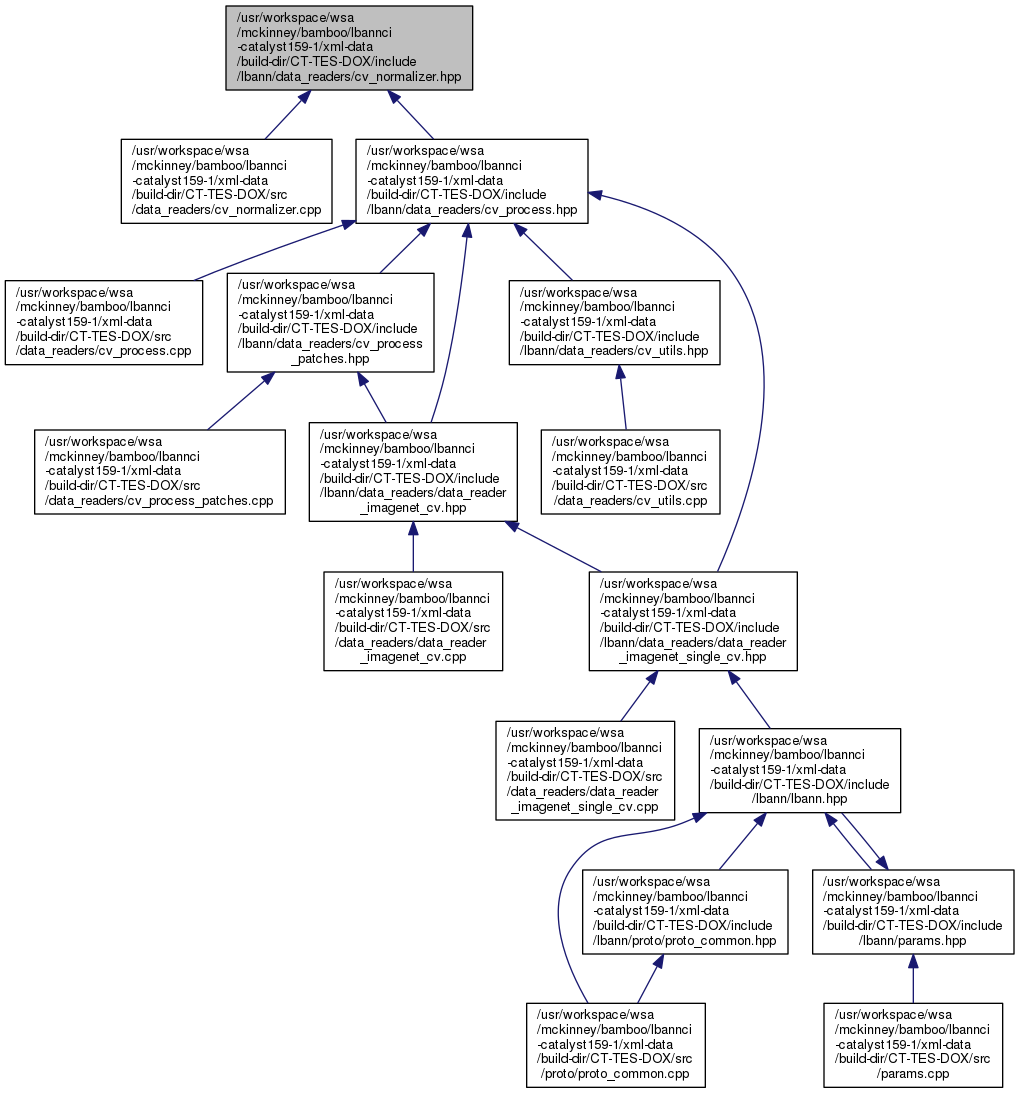 /usr/workspace/wsa
/mckinney/bamboo/lbannci
-catalyst159-1/xml-data
/build-dir/CT-TES-DOX/include
/lbann/data_readers/cv_normalizer.hpp
/usr/workspace/wsa
/mckinney/bamboo/lbannci
-catalyst159-1/xml-data
/build-dir/CT-TES-DOX/src
/data_readers/cv_normalizer.cpp
/usr/workspace/wsa
/mckinney/bamboo/lbannci
-catalyst159-1/xml-data
/build-dir/CT-TES-DOX/include
/lbann/data_readers/cv_process.hpp
/usr/workspace/wsa
/mckinney/bamboo/lbannci
-catalyst159-1/xml-data
/build-dir/CT-TES-DOX/src
/data_readers/cv_process.cpp
/usr/workspace/wsa
/mckinney/bamboo/lbannci
-catalyst159-1/xml-data
/build-dir/CT-TES-DOX/include
/lbann/data_readers/cv_process
_patches.hpp
/usr/workspace/wsa
/mckinney/bamboo/lbannci
-catalyst159-1/xml-data
/build-dir/CT-TES-DOX/include
/lbann/data_readers/cv_utils.hpp
/usr/workspace/wsa
/mckinney/bamboo/lbannci
-catalyst159-1/xml-data
/build-dir/CT-TES-DOX/src
/data_readers/cv_process_patches.cpp
/usr/workspace/wsa
/mckinney/bamboo/lbannci
-catalyst159-1/xml-data
/build-dir/CT-TES-DOX/include
/lbann/data_readers/data_reader
_imagenet_cv.hpp
/usr/workspace/wsa
/mckinney/bamboo/lbannci
-catalyst159-1/xml-data
/build-dir/CT-TES-DOX/src
/data_readers/cv_utils.cpp
/usr/workspace/wsa
/mckinney/bamboo/lbannci
-catalyst159-1/xml-data
/build-dir/CT-TES-DOX/src
/data_readers/data_reader
_imagenet_cv.cpp
/usr/workspace/wsa
/mckinney/bamboo/lbannci
-catalyst159-1/xml-data
/build-dir/CT-TES-DOX/include
/lbann/data_readers/data_reader
_imagenet_single_cv.hpp
/usr/workspace/wsa
/mckinney/bamboo/lbannci
-catalyst159-1/xml-data
/build-dir/CT-TES-DOX/src
/data_readers/data_reader
_imagenet_single_cv.cpp
/usr/workspace/wsa
/mckinney/bamboo/lbannci
-catalyst159-1/xml-data
/build-dir/CT-TES-DOX/include
/lbann/lbann.hpp
/usr/workspace/wsa
/mckinney/bamboo/lbannci
-catalyst159-1/xml-data
/build-dir/CT-TES-DOX/include
/lbann/proto/proto_common.hpp
/usr/workspace/wsa
/mckinney/bamboo/lbannci
-catalyst159-1/xml-data
/build-dir/CT-TES-DOX/include
/lbann/params.hpp
/usr/workspace/wsa
/mckinney/bamboo/lbannci
-catalyst159-1/xml-data
/build-dir/CT-TES-DOX/src
/proto/proto_common.cpp
/usr/workspace/wsa
/mckinney/bamboo/lbannci
-catalyst159-1/xml-data
/build-dir/CT-TES-DOX/src
/params.cpp